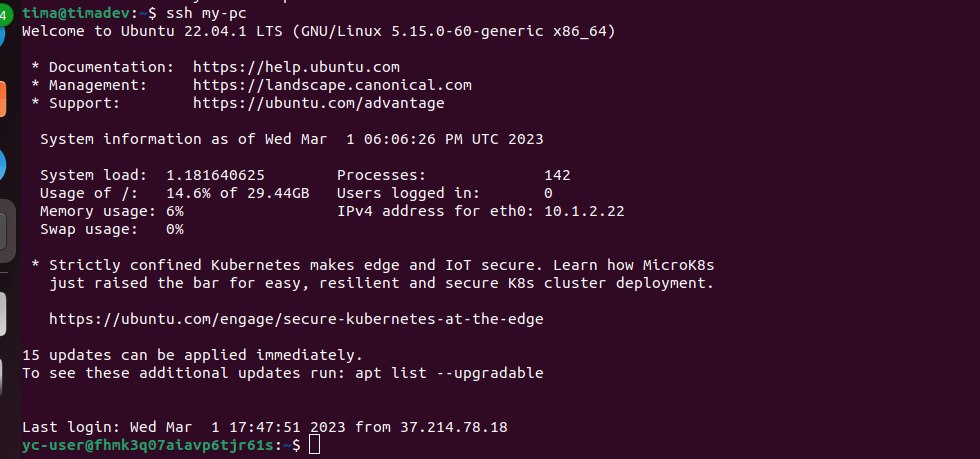 4
tima@timadev:~$ ssh my-pc
Welcome to Ubuntu 22.04.1 LTS (GNU/Linux 5.15.0-60-generic x86_64)
* Documentation:  https://help.ubuntu.com
* Management:     https://landscape.canonical.com
* Support:        https://ubuntu.com/advantage
System information as of Wed Mar  1 06:06:26 PM UTC 2023
System load:  1.181640625        Processes:             142
Usage of /:   14.6% of 29.44GB   Users logged in:       0
Memory usage: 6%                 IPv4 address for eth0: 10.1.2.22
Swap usage:   0%
* Strictly confined Kubernetes makes edge and IoT secure. Learn how MicroK8s
just raised the bar for easy, resilient and secure K8s cluster deployment.
https://ubuntu.com/engage/secure-kubernetes-at-the-edge
15 updates can be applied immediately.
To see these additional updates run: apt list --upgradable
Last login: Wed Mar  1 17:47:51 2023 from 37.214.78.18
yc-user@fhmk3q07aiavp6tjr61s:~$